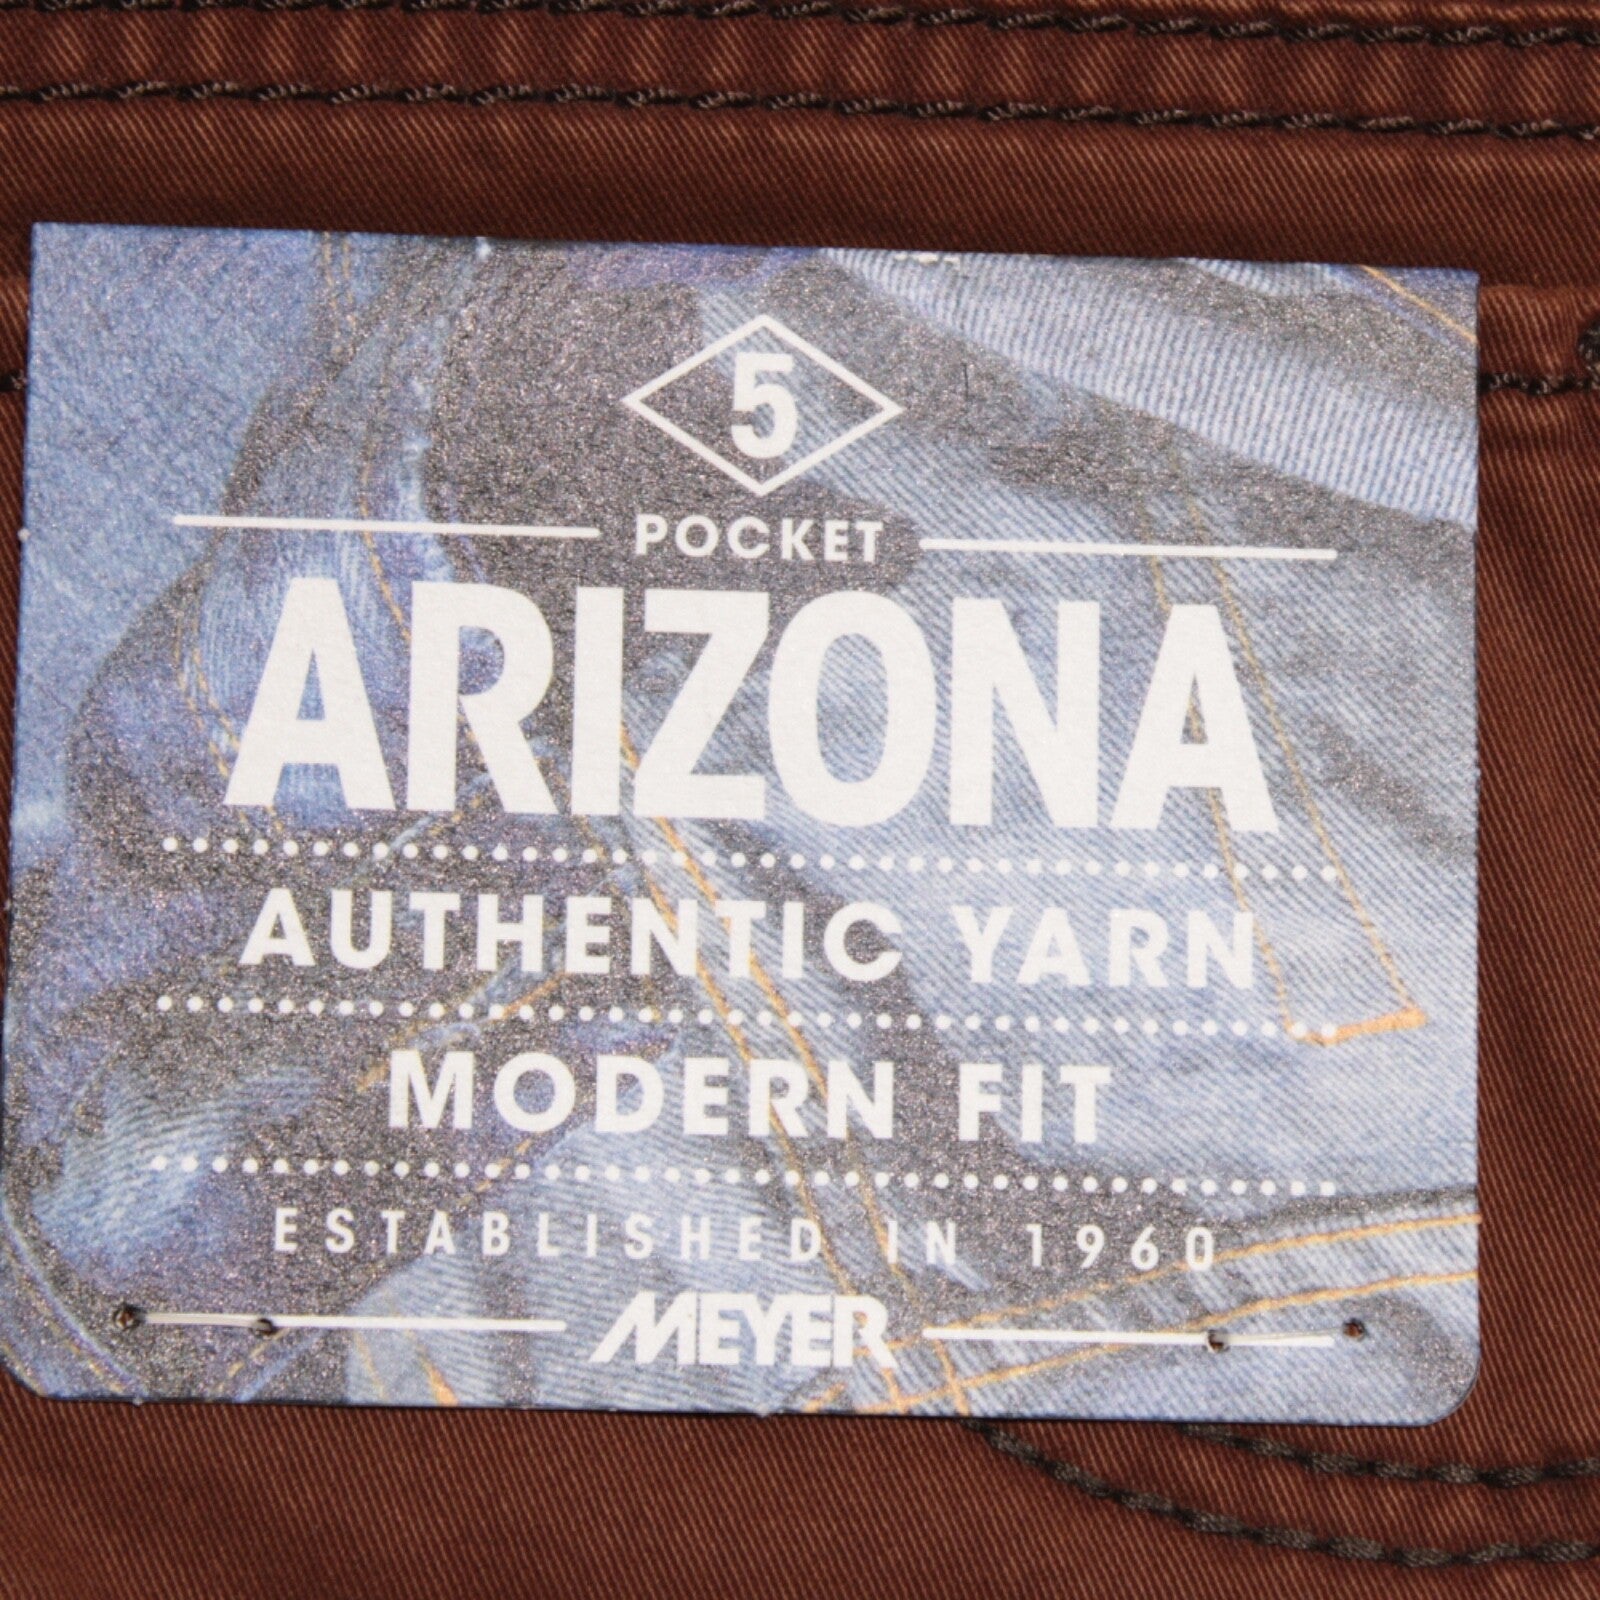 5
POCKET
ARIZONA
AUTHENTIC YARN
MODERN FIT
ESTABLISHED IN 1960
MEYER